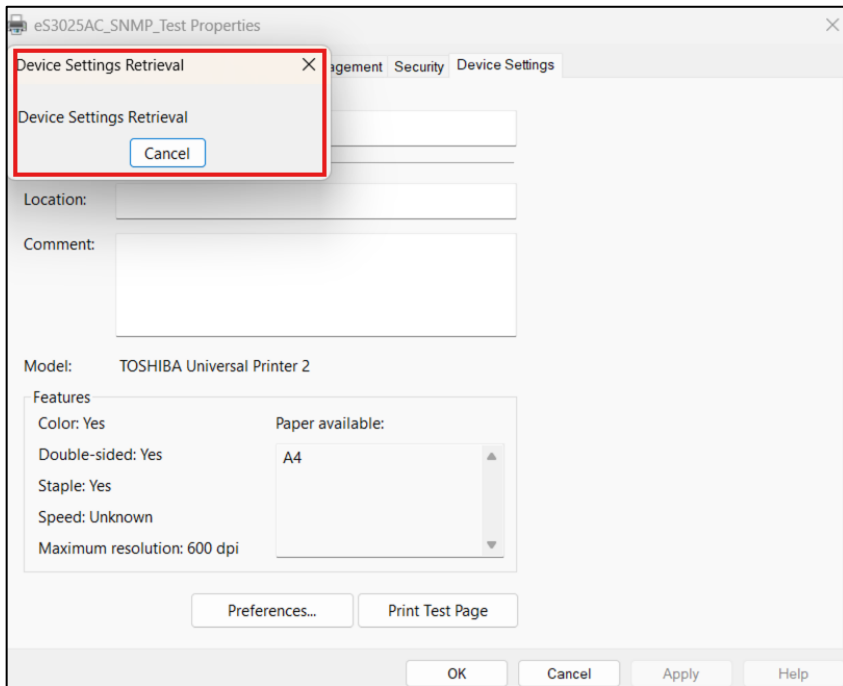 eS3025AC_SNMP_Test Properties
Device Settings Retrieval
agement Security Device Settings
Device Settings Retrieval
Cancel
Location:
Comment:
Model: TOSHIBA Universal Printer 2
Features
Color: Yes
Paper available:
Double-sided: Yes
A4
Staple: Yes
Speed: Unknown
Maximum resolution: 600 dpi
Preferences...
Print Test Page
OK
Cancel
Apply
Help